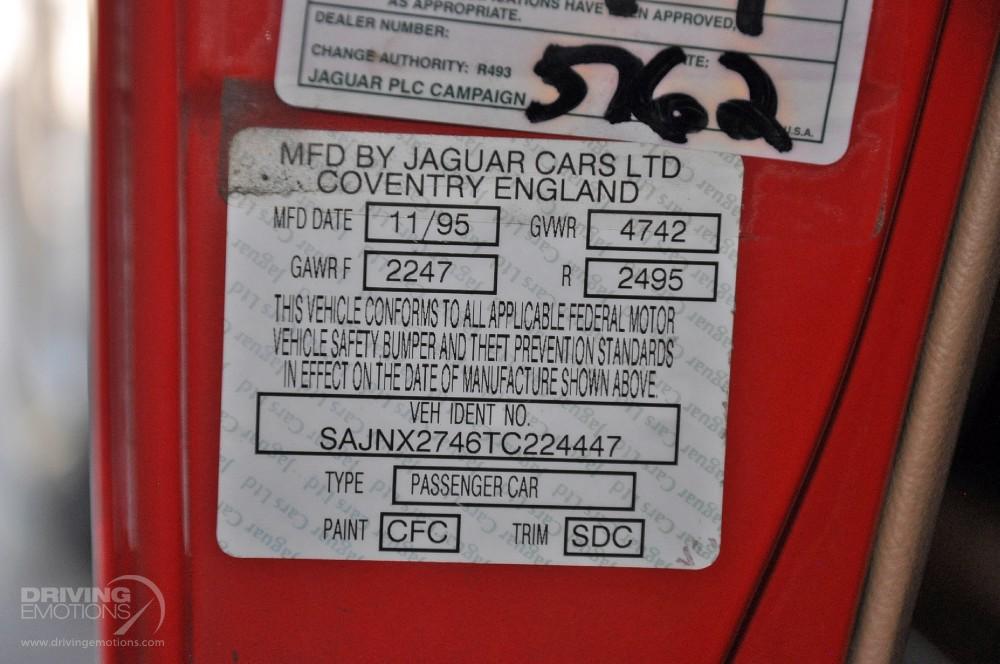 AS APPROPRIATE.
HAVE APPROVED,
DEALER NUMBER:
CHANGE AUTHORITY: R493
JAGUAR PLC CAMPAIGN
5762
U.S.A.
MFD BY JAGUAR CARS LTD
COVENTRY ENGLAND
MFD DATE 11/95 GVWR 4742
GAWR F 2247 R 2495
THIS VEHICLE CONFORMS TO ALL APPLICABLE FEDERAL MOTOR
VEHICLE SAFETY.BUMPER AND THEFT PREVENTION STANDARDS
IN EFFECT ON THE DATE OF MANUFACTURE SHOWN ABOVE.
VEH IDENT NO.
SAJNX2746TC224447
TYPE PASSENGER CAR
PAINT CFC TRIM SDC
DRIVING
EMOTIONS
www.drivingemotions.com